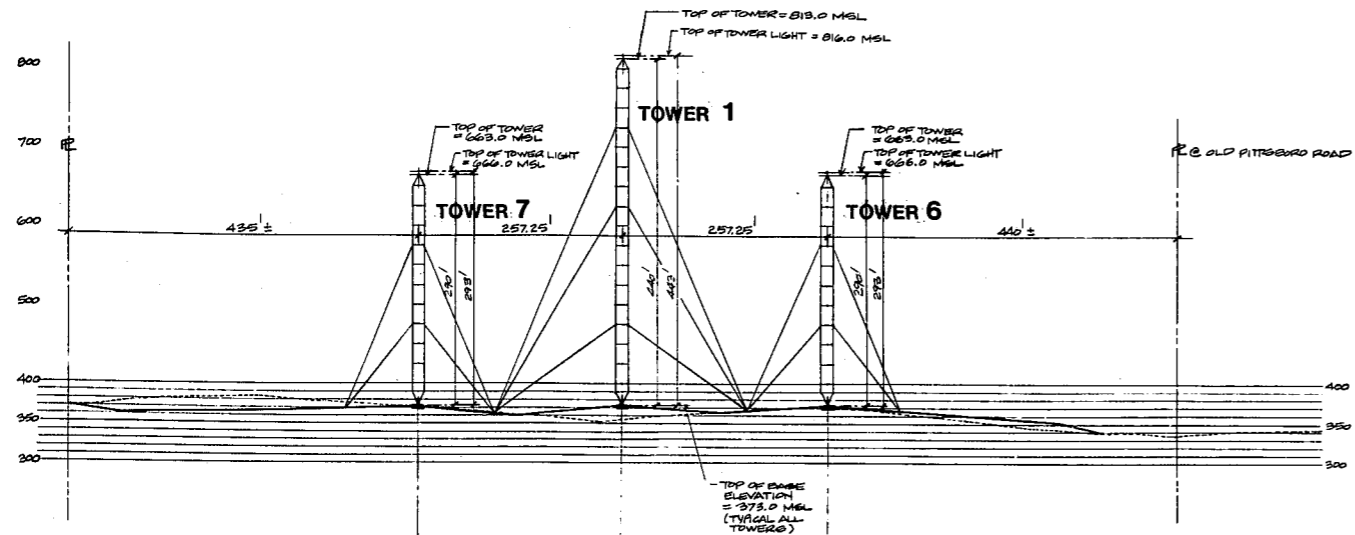 TOP OF TOWER = 813.0 MSL
TOP OF TOWER LIGHT = 816.0 MSL
800
TOWER 1
TOP OF TOWER
= 663.0 MSL
TOP OF TOWER LIGHT
= 666.0 MSL
TOP OF TOWER
= 663.0 MSL
TOP OF TOWER LIGHT
= 666.0 MSL
700
PL
PL @ OLD PITTSBORO ROAD
TOWER 7
TOWER 6
600
435'±
257.25'
257.25'
440'±
290'
293'
440'
443'
290'
293'
500
400
400
350
350
300
300
TOP OF BASE
ELEVATION
= 373.0 MSL
(TYPICAL ALL
TOWERS)